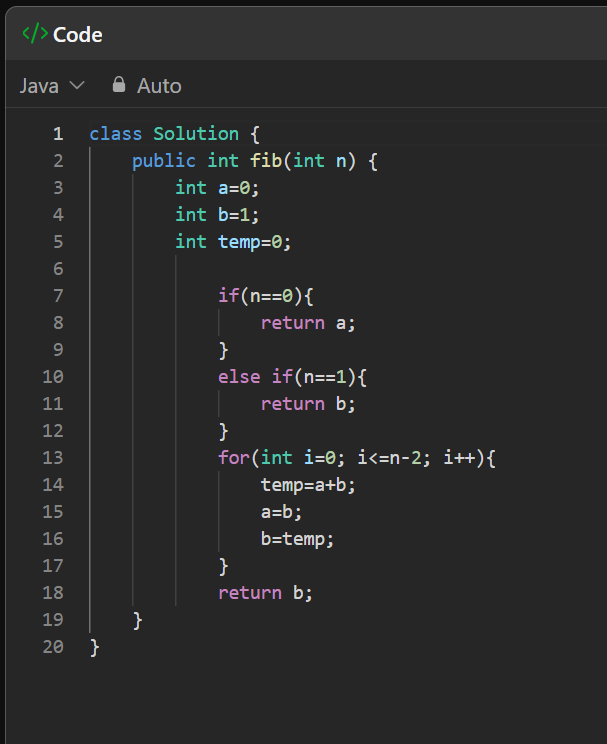 </> Code
Java Auto
1 class Solution {
2     public int fib(int n) {
3         int a=0;
4         int b=1;
5         int temp=0;
6
7             if(n==0){
8                 return a;
9             }
10             else if(n==1){
11                 return b;
12             }
13             for(int i=0; i<=n-2; i++){
14                 temp=a+b;
15                 a=b;
16                 b=temp;
17             }
18             return b;
19     }
20 }